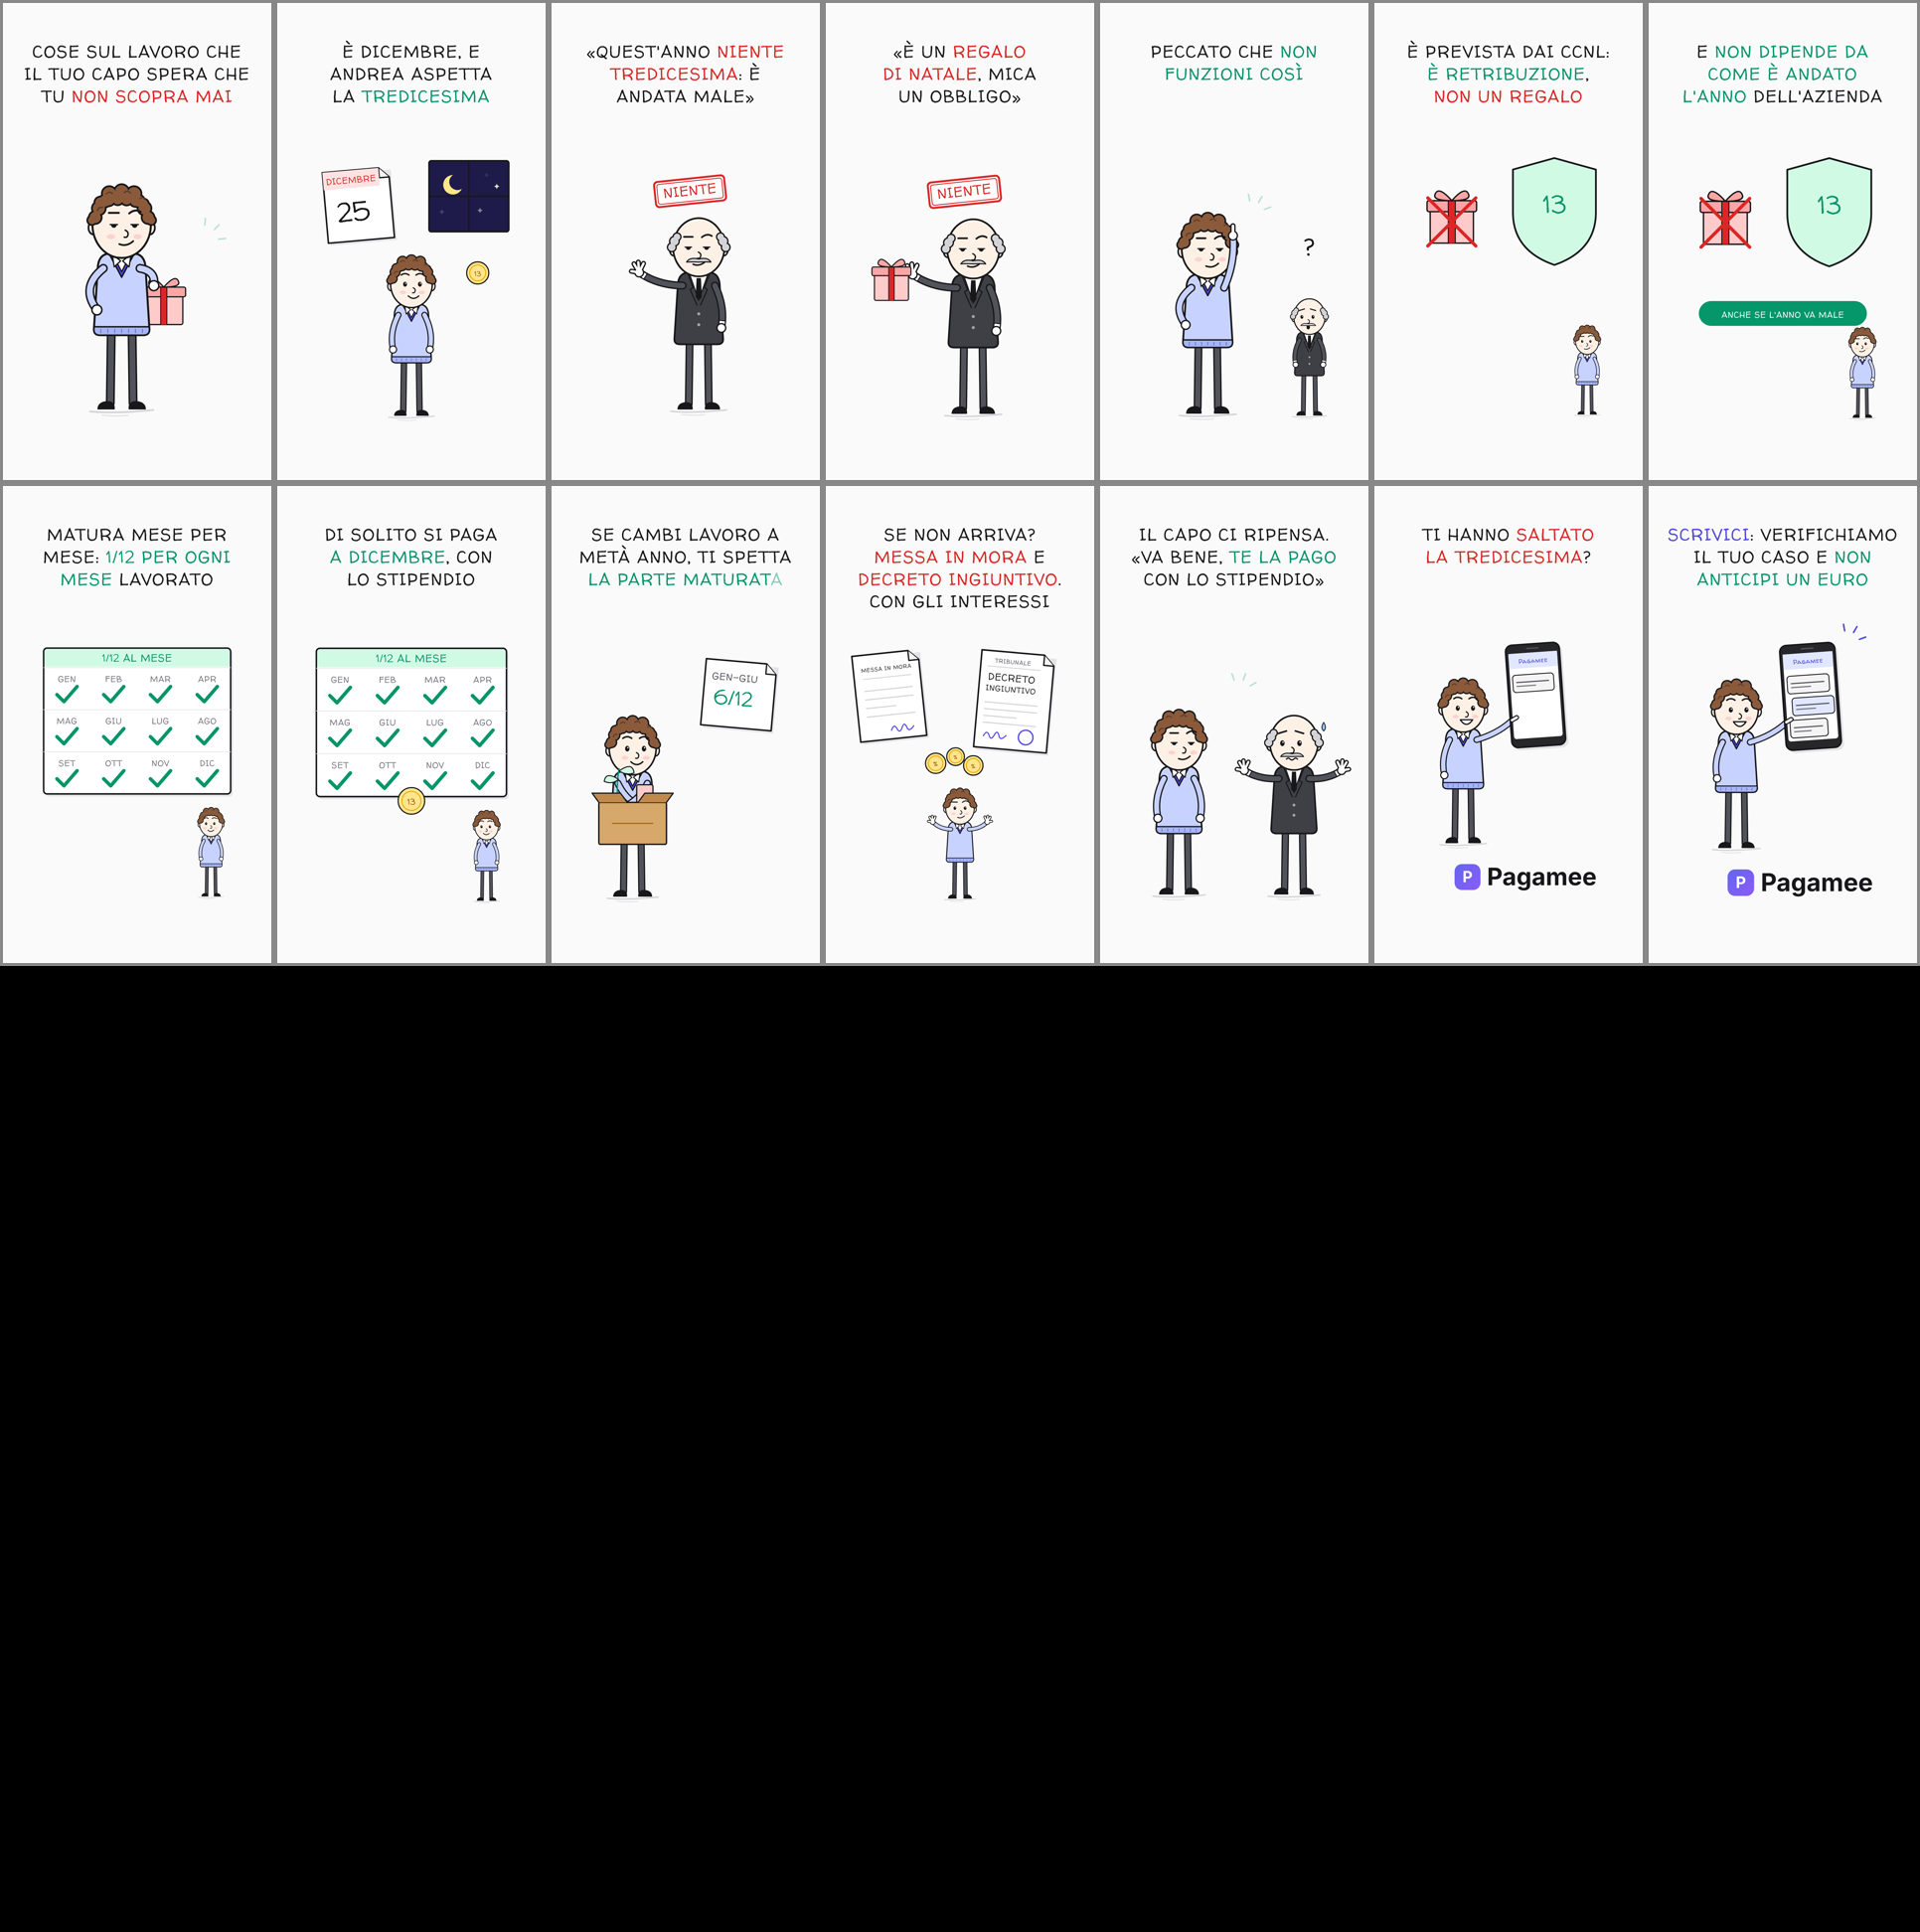 COSE SUL LAVORO CHE
IL TUO CAPO SPERA CHE
TU NON SCOPRA MAI
È DICEMBRE, E
ANDREA ASPETTA
LA TREDICESIMA
DICEMBRE
25
13
«QUEST'ANNO NIENTE
TREDICESIMA: È
ANDATA MALE»
NIENTE
«È UN REGALO
DI NATALE, MICA
UN OBBLIGO»
NIENTE
PECCATO CHE NON
FUNZIONI COSÌ
?
È PREVISTA DAI CCNL:
È RETRIBUZIONE,
NON UN REGALO
13
E NON DIPENDE DA
COME È ANDATO
L'ANNO DELL'AZIENDA
13
ANCHE SE L'ANNO VA MALE
MATURA MESE PER
MESE: 1/12 PER OGNI
MESE LAVORATO
1/12 AL MESE
GEN FEB MAR APR
MAG GIU LUG AGO
SET OTT NOV DIC
DI SOLITO SI PAGA
A DICEMBRE, CON
LO STIPENDIO
1/12 AL MESE
GEN FEB MAR APR
MAG GIU LUG AGO
SET OTT NOV DIC
13
SE CAMBI LAVORO A
METÀ ANNO, TI SPETTA
LA PARTE MATURATA
GEN-GIU
6/12
SE NON ARRIVA?
MESSA IN MORA E
DECRETO INGIUNTIVO.
CON GLI INTERESSI
MESSA IN MORA
TRIBUNALE
DECRETO
INGIUNTIVO
IL CAPO CI RIPENSA.
«VA BENE, TE LA PAGO
CON LO STIPENDIO»
TI HANNO SALTATO
LA TREDICESIMA?
PAGAMEE
P Pagamee
SCRIVICI: VERIFICHIAMO
IL TUO CASO E NON
ANTICIPI UN EURO
PAGAMEE
P Pagamee